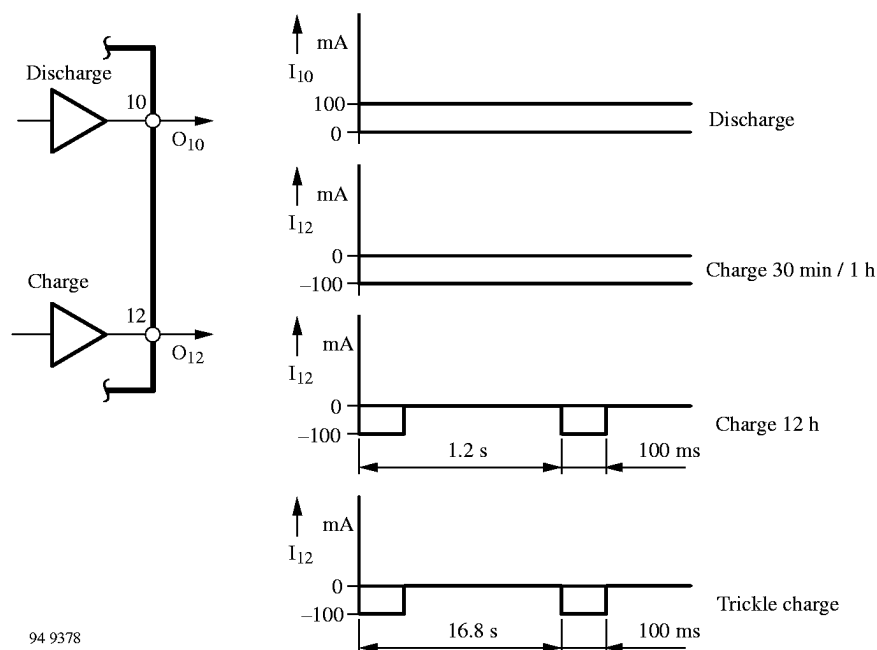 Discharge
10
O10
Charge
12
O12
mA
I10
100
0
Discharge
mA
I12
0
–100
Charge 30 min / 1 h
mA
I12
0
–100
Charge 12 h
1.2 s
100 ms
mA
I12
0
–100
Trickle charge
16.8 s
100 ms
94 9378